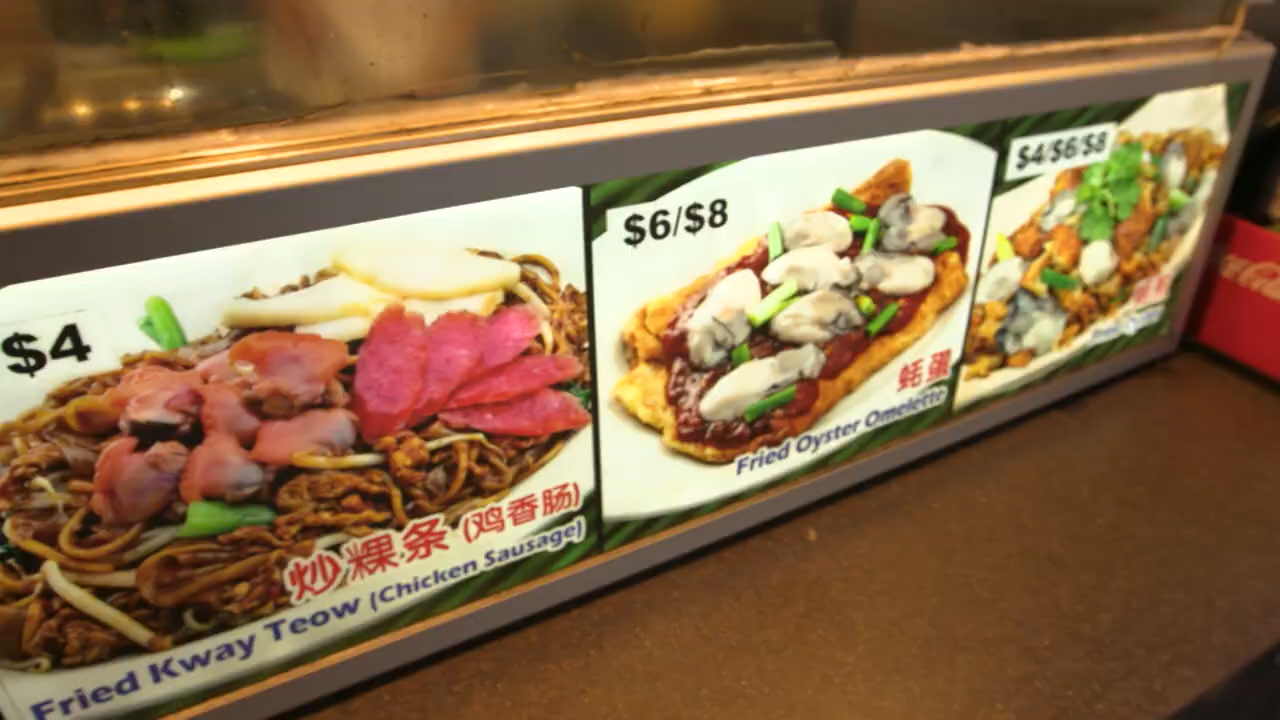 $4
炒粿条 (鸡香肠)
Fried Kway Teow (Chicken Sausage)
$6/$8
蚝蛋
Fried Oyster Omelette
$4/$6/$8